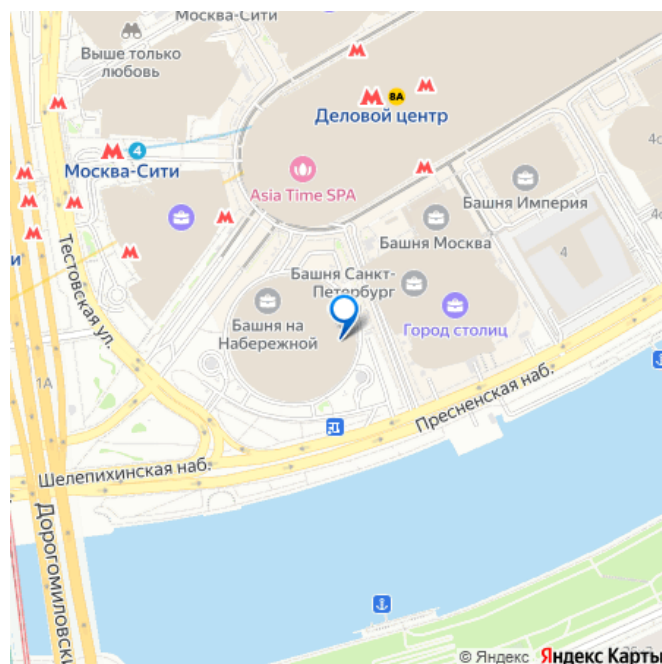 Москва-Сити
Выше только
любовь
8А
Деловой центр
4
Москва-Сити
Asia Time SPA
Башня Империя
Башня Москва
4
Тестовская ул.
Башня Санкт-
Петербург
Башня на
Набережной
Город столиц
1А
Пресненская наб.
Шелепихинская наб.
Дорогомиловски
© Яндекс Яндекс Карты